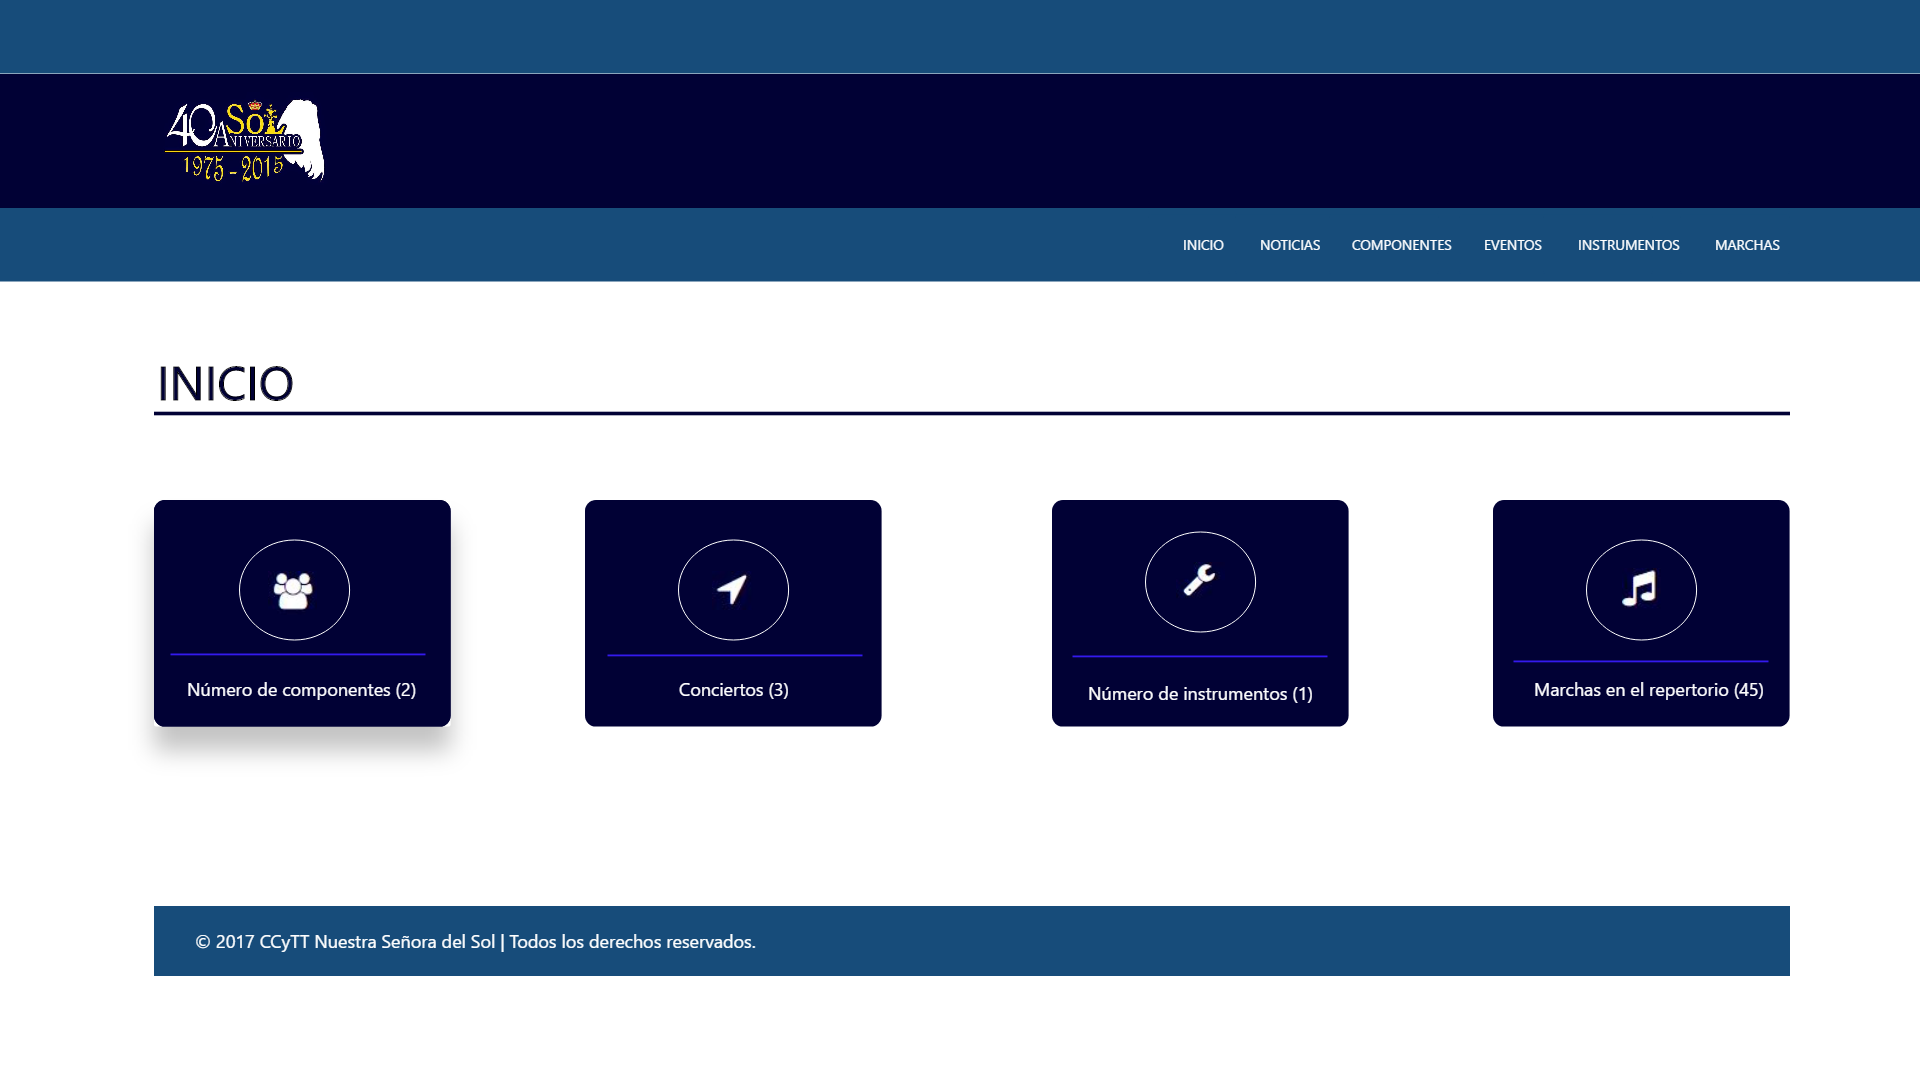 40 SOL
ANIVERSARIO
1975 - 2015
INICIO NOTICIAS COMPONENTES EVENTOS INSTRUMENTOS MARCHAS
INICIO
Número de componentes (2)
Conciertos (3)
Número de instrumentos (1)
Marchas en el repertorio (45)
© 2017 CCyTT Nuestra Señora del Sol | Todos los derechos reservados.